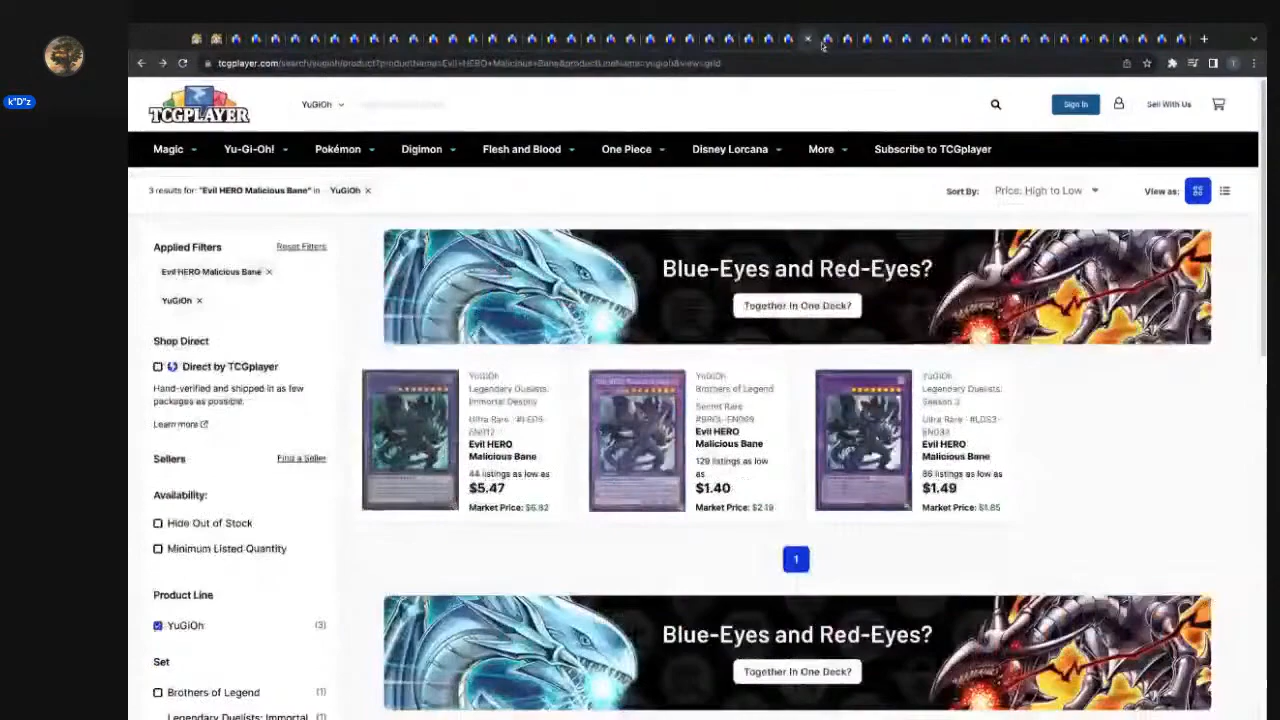 k"D"z
tcgplayer.com/search/yugioh/product?productName=Evil+HERO+Malicious+Bane&productLineName=yugioh&view=grid
TCGPLAYER
YuGiOh
Sign In
Sell With Us
Magic
Yu-Gi-Oh!
Pokémon
Digimon
Flesh and Blood
One Piece
Disney Lorcana
More
Subscribe to TCGplayer
3 results for: "Evil HERO Malicious Bane" in YuGiOh
Sort By: Price: High to Low
View as:
Applied Filters
Reset Filters
Evil HERO Malicious Bane
YuGiOh
Shop Direct
Direct by TCGplayer
Hand-verified and shipped in as few
packages as possible.
Learn more
Sellers
Find a Seller
Availability:
Hide Out of Stock
Minimum Listed Quantity
Product Line
YuGiOh (3)
Set
Brothers of Legend (1)
Legendary Duelists: Immortal (1)
Blue-Eyes and Red-Eyes?
Together In One Deck?
YuGiOh
Legendary Duelists:
Immortal Destiny
Ultra Rare
Evil HERO
Malicious Bane
44 listings as low as
$5.47
Market Price: $6.82
YuGiOh
Brothers of Legend
Secret Rare
Evil HERO
Malicious Bane
129 listings as low
as
$1.40
Market Price: $2.19
YuGiOh
Legendary Duelists:
Ultra Rare
Evil HERO
Malicious Bane
86 listings as low as
$1.49
Market Price: $1.85
1
Blue-Eyes and Red-Eyes?
Together In One Deck?